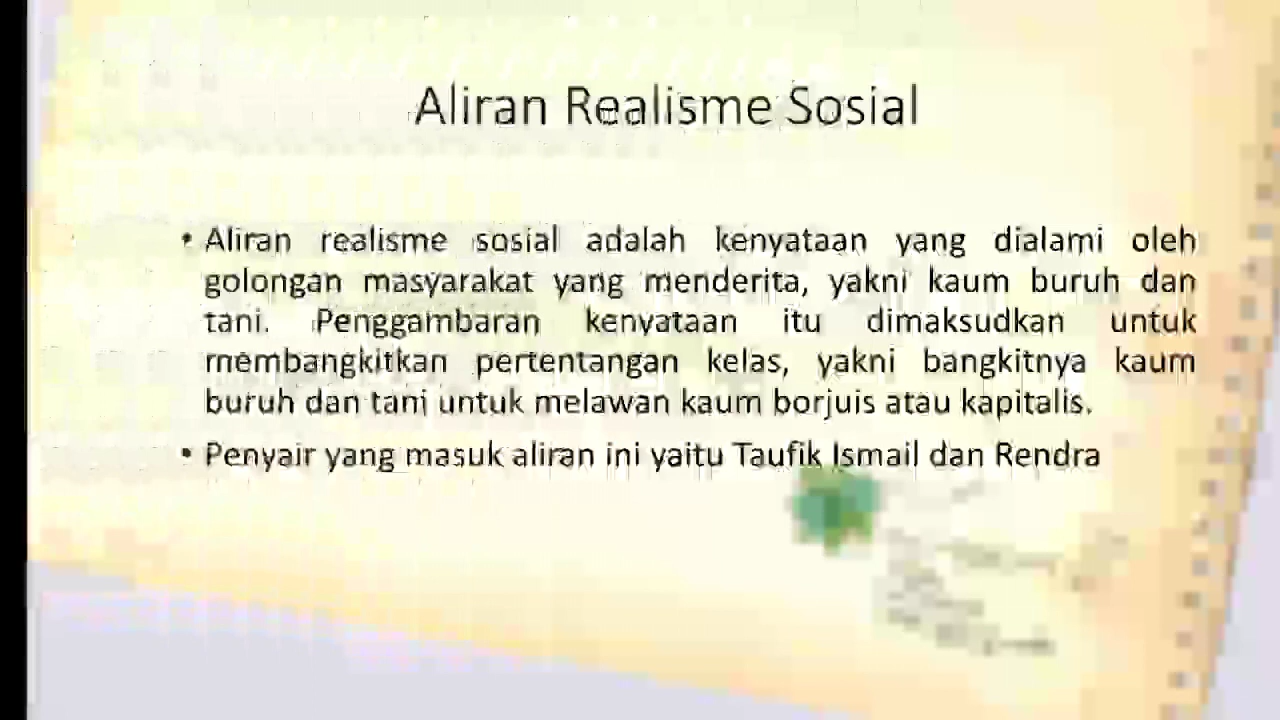 Aliran Realisme Sosial
• Aliran realisme sosial adalah kenyataan yang dialami oleh
golongan masyarakat yang menderita, yakni kaum buruh dan
tani. Penggambaran kenyataan itu dimaksudkan untuk
membangkitkan pertentangan kelas, yakni bangkitnya kaum
buruh dan tani untuk melawan kaum borjuis atau kapitalis.
• Penyair yang masuk aliran ini yaitu Taufik Ismail dan Rendra